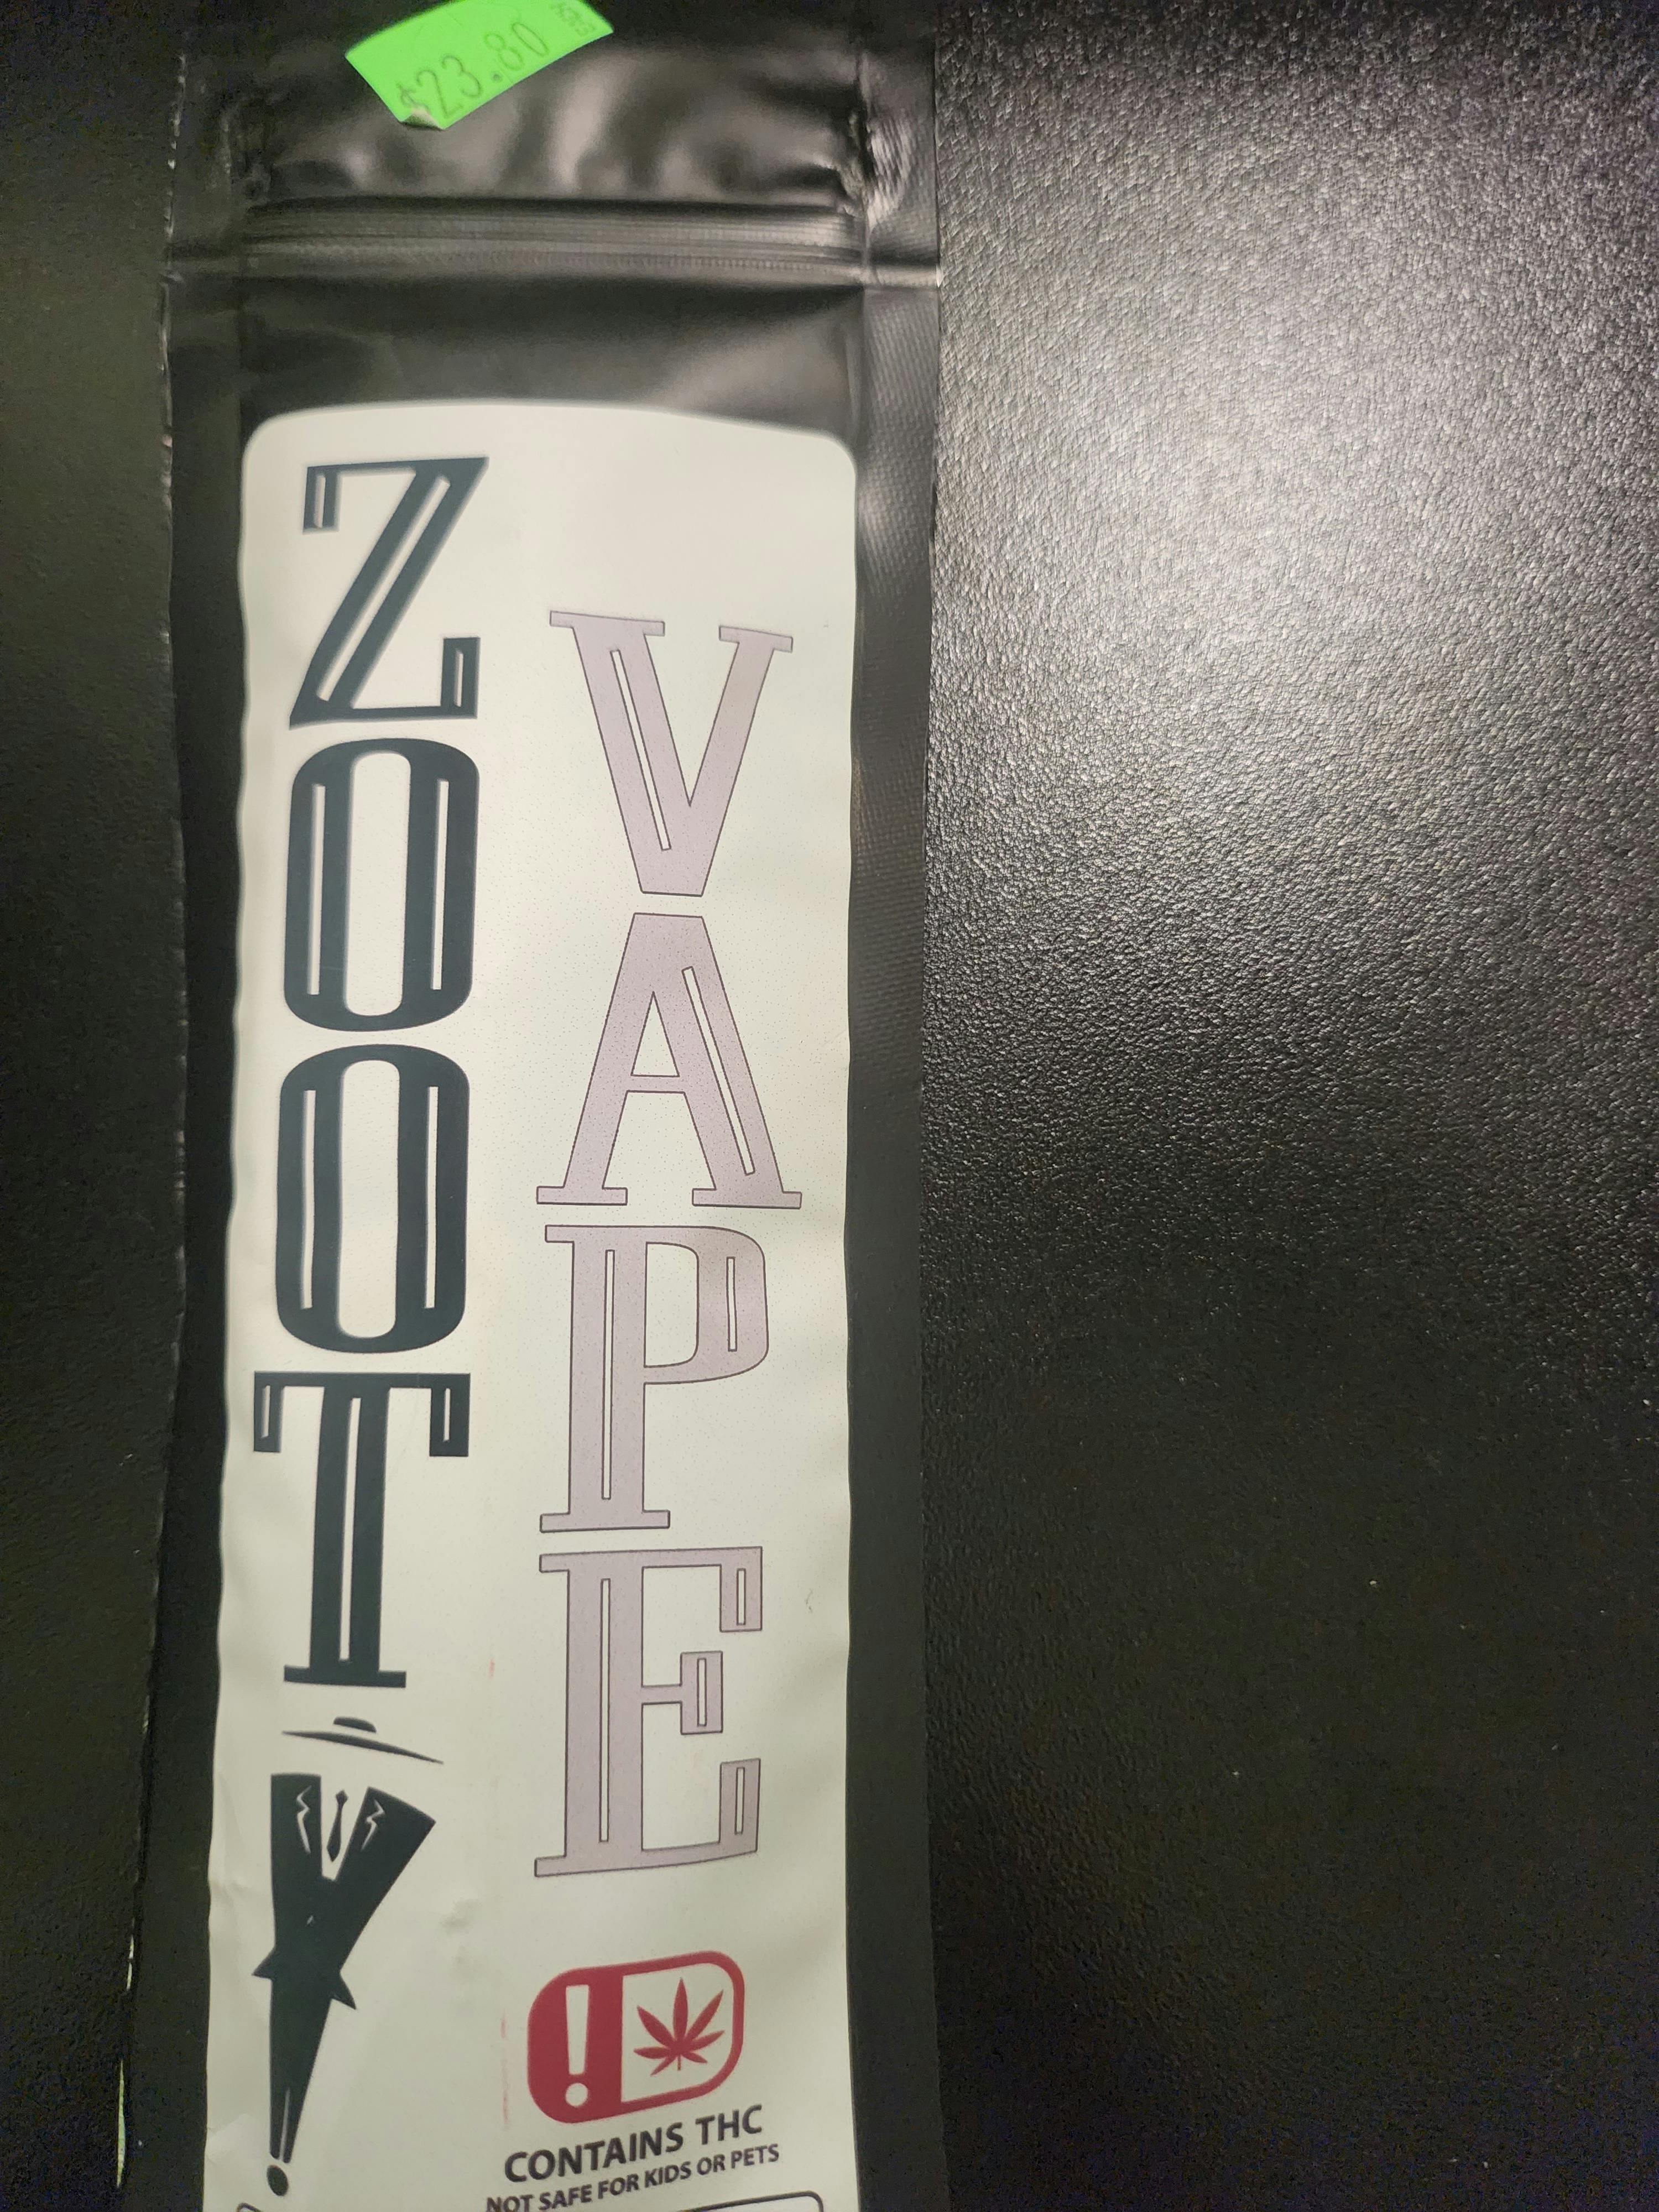 $23.80
ZOOT
VAPE
!
CONTAINS THC
NOT SAFE FOR KIDS OR PETS